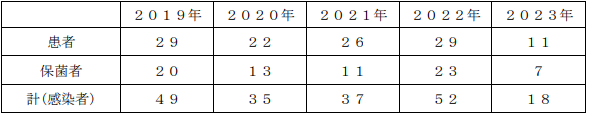 ２０１９年 ２０２０年 ２０２１年 ２０２２年 ２０２３年
患者 ２９ ２２ ２６ ２９ １１
保菌者 ２０ １３ １１ ２３ ７
計（感染者） ４９ ３５ ３７ ５２ １８